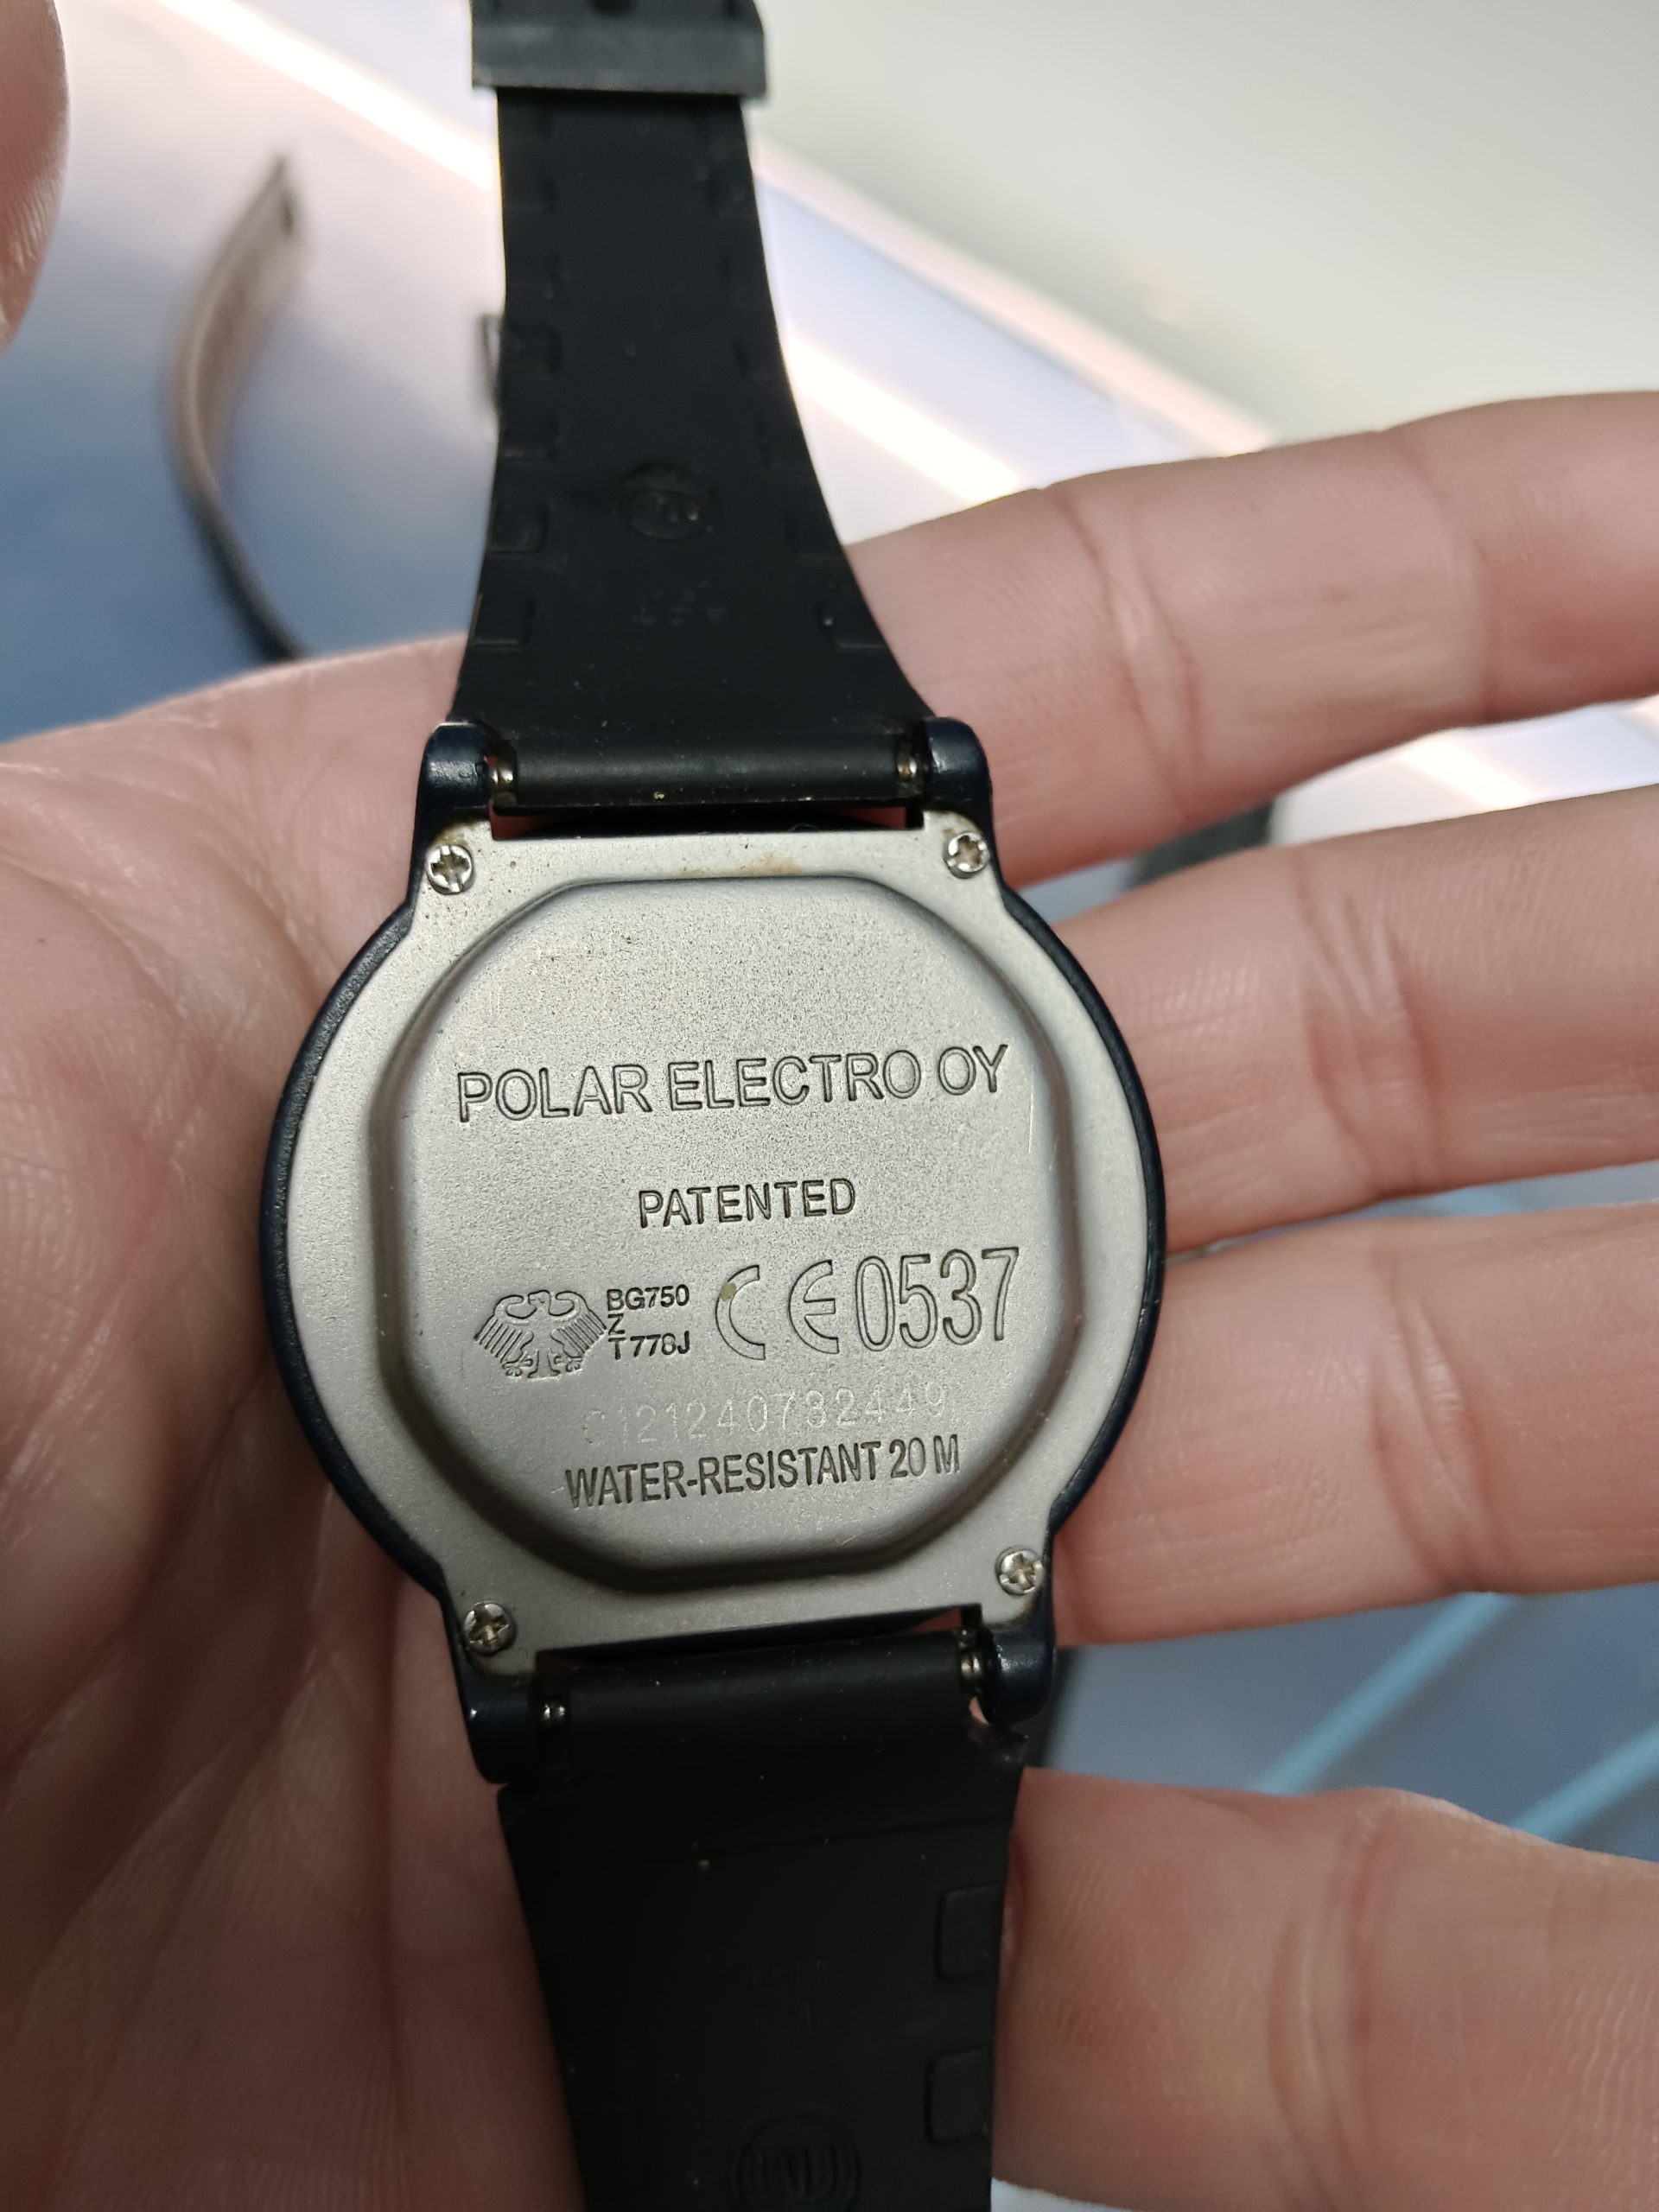 POLAR ELECTRO OY
PATENTED
BG750
Z
T778J
CE0537
C121240732449
WATER-RESISTANT 20 M